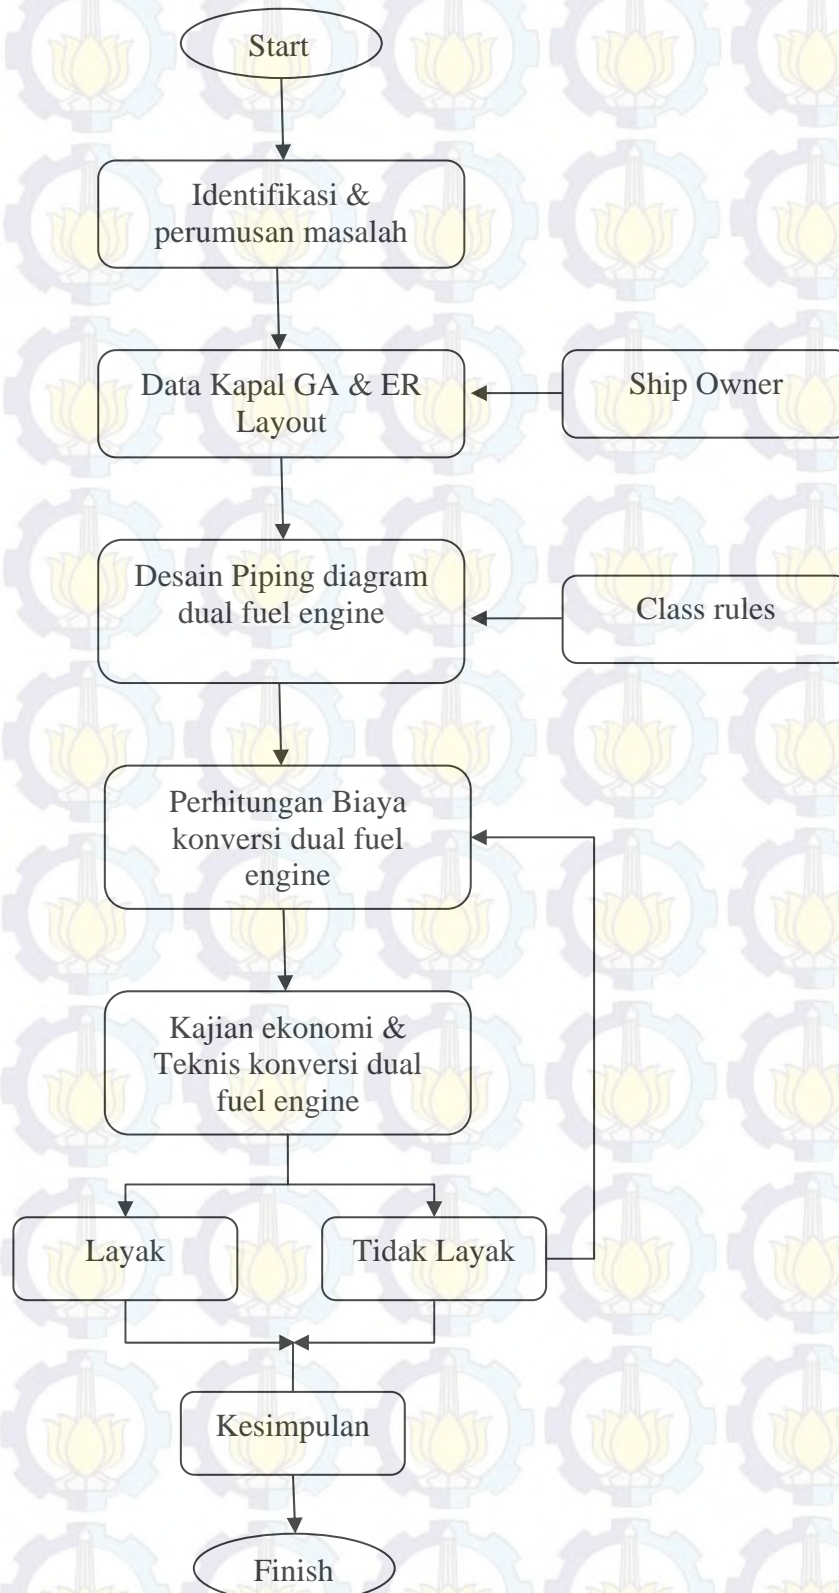 Start
Identifikasi &
perumusan masalah
Data Kapal GA & ER
Layout
Ship Owner
Desain Piping diagram
dual fuel engine
Class rules
Perhitungan Biaya
konversi dual fuel
engine
Kajian ekonomi &
Teknis konversi dual
fuel engine
Layak
Tidak Layak
Kesimpulan
Finish